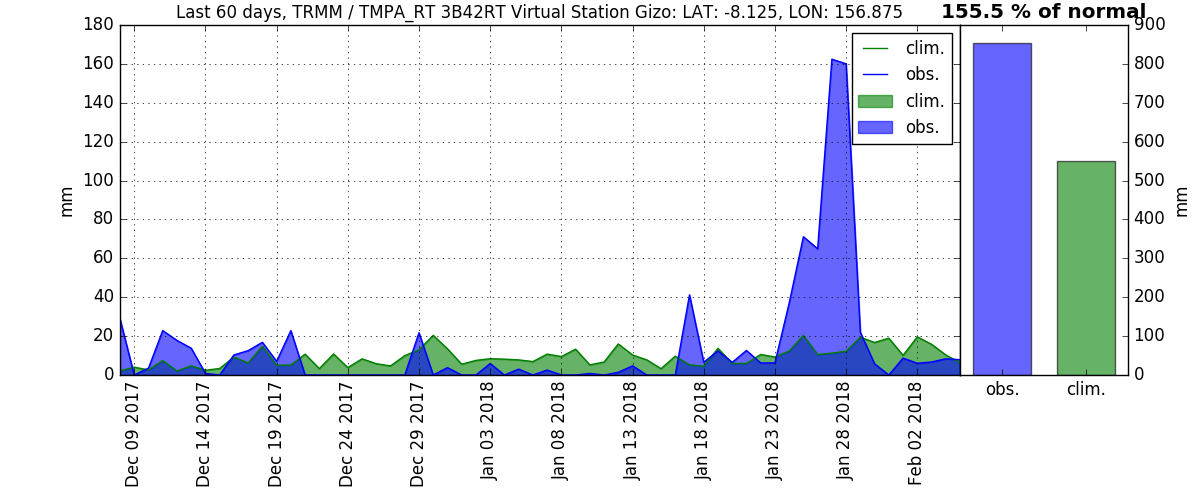 Last 60 days, TRMM / TMPA_RT 3B42RT Virtual Station Gizo: LAT: -8.125, LON: 156.875
155.5 % of normal
180
160
140
120
100
80
60
40
20
0
mm
clim.
obs.
clim.
obs.
900
800
700
600
500
400
300
200
100
0
mm
Dec 09 2017
Dec 14 2017
Dec 19 2017
Dec 24 2017
Dec 29 2017
Jan 03 2018
Jan 08 2018
Jan 13 2018
Jan 18 2018
Jan 23 2018
Jan 28 2018
Feb 02 2018
obs.
clim.